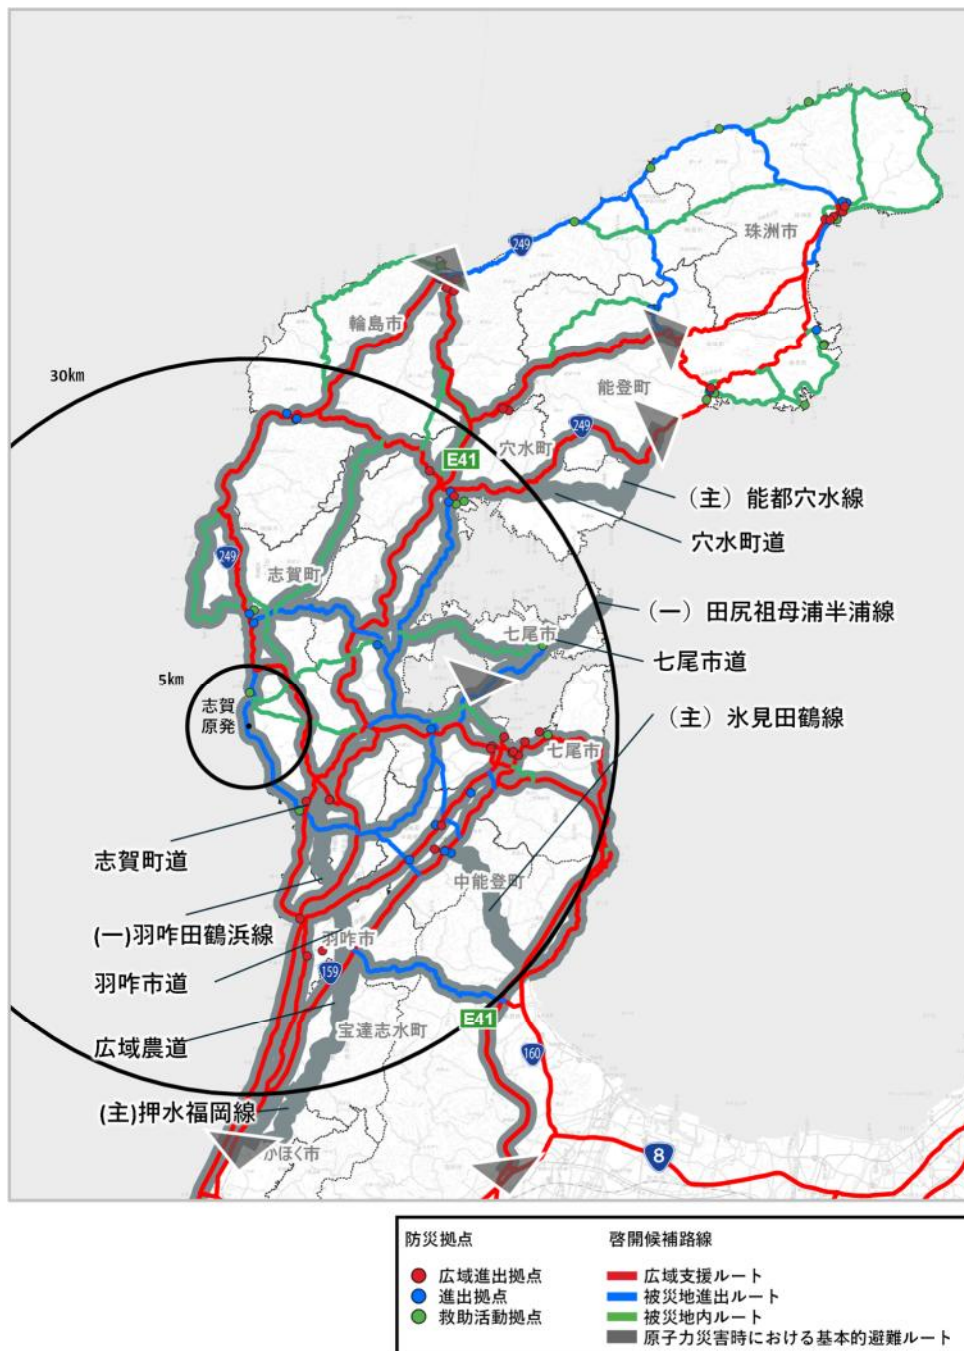 249
珠洲市
輪島市
30km
能登町
249
穴水町
E41
(主)能都穴水線
穴水町道
249
志賀町
(一)田尻祖母浦半浦線
七尾市
七尾市道
5km
志賀
原発
(主)氷見田鶴線
七尾市
志賀町道
中能登町
(一)羽咋田鶴浜線
羽咋市
羽咋市道
159
E41
宝達志水町
広域農道
160
(主)押水福岡線
かほく市
8
防災拠点
啓開候補路線
広域進出拠点
広域支援ルート
進出拠点
被災地進出ルート
救助活動拠点
被災地内ルート
原子力災害時における基本的避難ルート